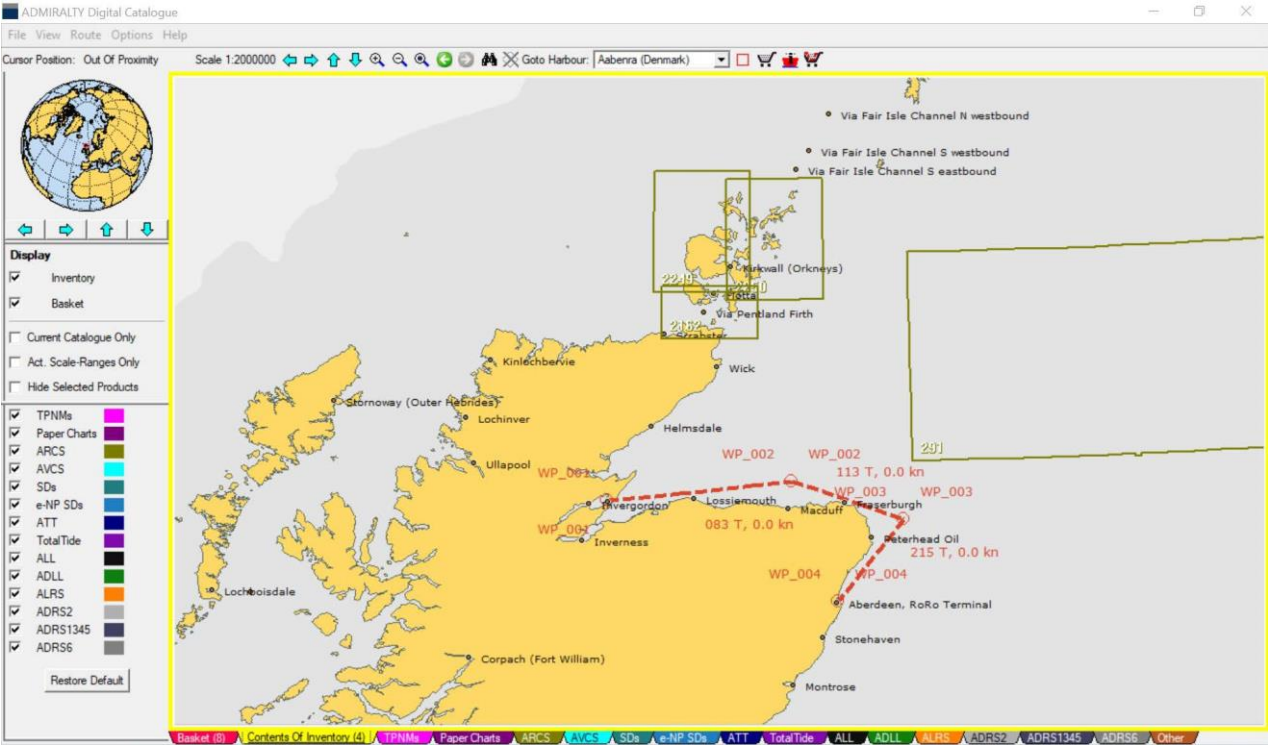 ADMIRALTY Digital Catalogue
File View Route Options Help
Cursor Position: Out Of Proximity Scale 1:2000000 Goto Harbour: Aabenra (Denmark)
Display
Inventory
Basket
Current Catalogue Only
Act. Scale-Ranges Only
Hide Selected Products
TPNMs
Paper Charts
ARCS
AVCS
SDs
e-NP SDs
ATT
TotalTide
ALL
ADLL
ALRS
ADRS2
ADRS1345
ADRS6
Restore Default
Via Fair Isle Channel N westbound
Via Fair Isle Channel S westbound
Via Fair Isle Channel S eastbound
Kirkwall (Orkneys)
2249
Flotta
Via Pentland Firth
2162
Scrabster
Kinlochbervie
Wick
Stornoway (Outer Hebrides)
Lochinver
Helmsdale
291
Ullapool
WP_002 WP_002
WP_001
113 T, 0.0 kn
WP_003 WP_003
Invergordon
Lossiemouth
Macduff
Fraserburgh
083 T, 0.0 kn
WP_001
Inverness
Peterhead Oil
215 T, 0.0 kn
WP_004 WP_004
Lochboisdale
Aberdeen, RoRo Terminal
Stonehaven
Corpach (Fort William)
Montrose
Basket (8) Contents Of Inventory (4) TPNMs Paper Charts ARCS AVCS SDs e-NP SDs ATT TotalTide ALL ADLL ALRS ADRS2 ADRS1345 ADRS6 Other